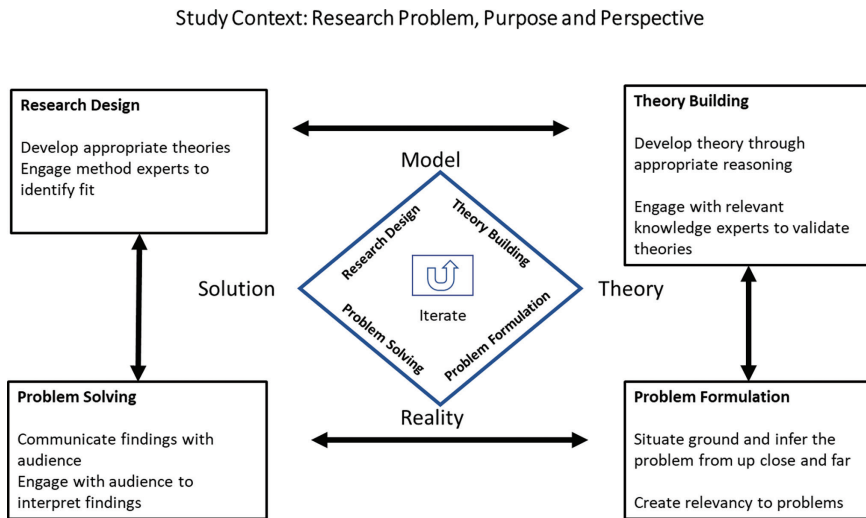 Study Context: Research Problem, Purpose and Perspective
Research Design
Develop appropriate theories
Engage method experts to
identify fit
Theory Building
Develop theory through
appropriate reasoning
Engage with relevant
knowledge experts to validate
theories
Model
Research Design
Theory Building
Solution
Iterate
Theory
Problem Solving
Problem Formulation
Reality
Problem Solving
Communicate findings with
audience
Engage with audience to
interpret findings
Problem Formulation
Situate ground and infer the
problem from up close and far
Create relevancy to problems